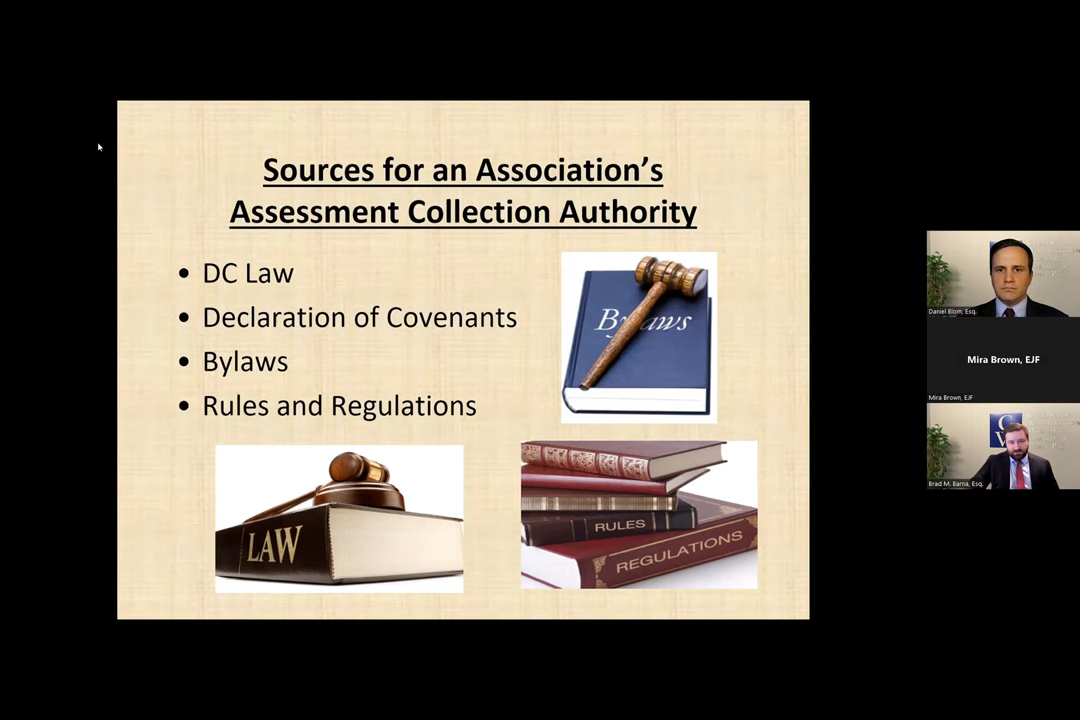 Sources for an Association’s
Assessment Collection Authority
• DC Law
• Declaration of Covenants
• Bylaws
• Rules and Regulations
Bylaws
LAW
RULES
REGULATIONS
Daniel Blom, Esq.
Mira Brown, EJF
Mira Brown, EJF
Brad M. Barna, Esq.